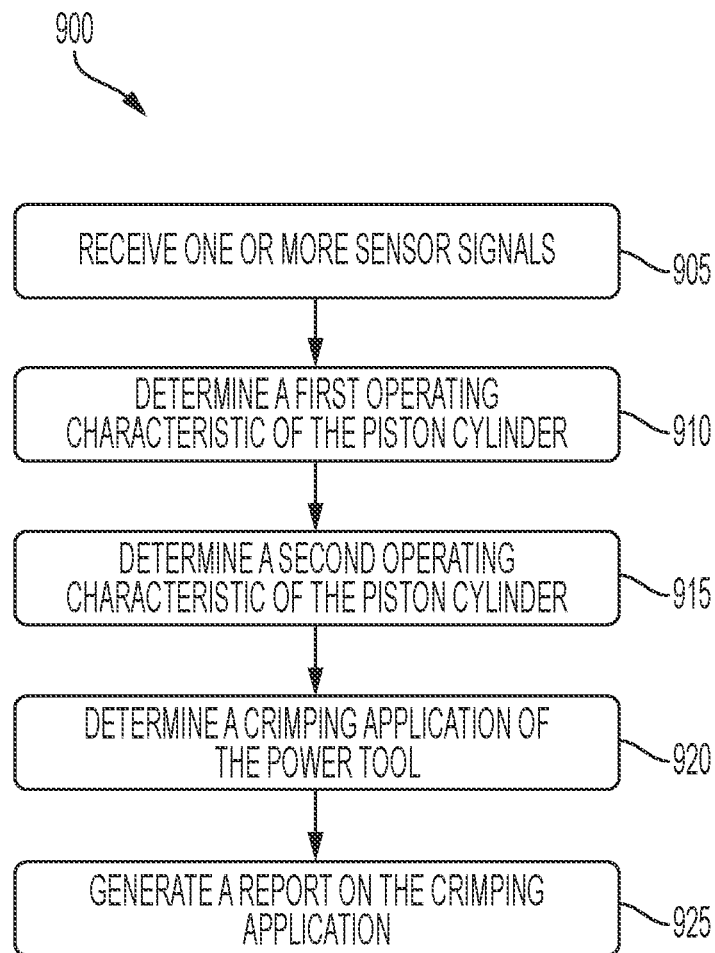 900
RECEIVE ONE OR MORE SENSOR SIGNALS
905
DETERMINE A FIRST OPERATING
CHARACTERISTIC OF THE PISTON CYLINDER
910
DETERMINE A SECOND OPERATING
CHARACTERISTIC OF THE PISTON CYLINDER
915
DETERMINE A CRIMPING APPLICATION OF
THE POWER TOOL
920
GENERATE A REPORT ON THE CRIMPING
APPLICATION
925